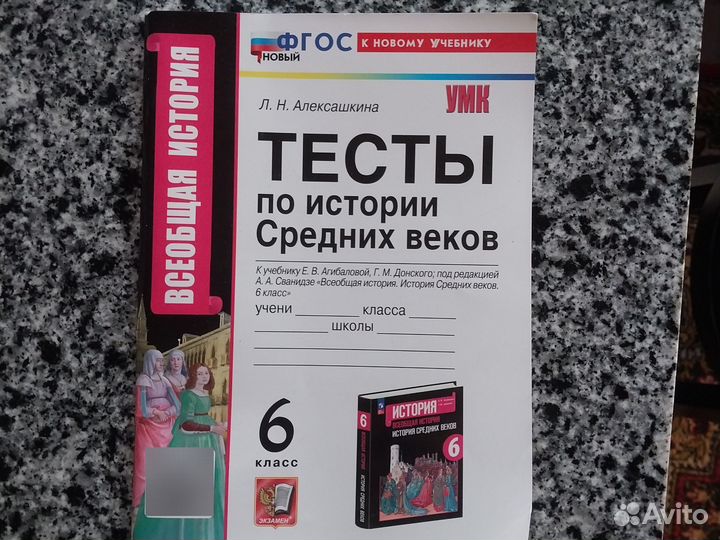 ФГОС
НОВЫЙ
К НОВОМУ УЧЕБНИКУ
УМК
Л. Н. Алексашкина
ТЕСТЫ
по истории
Средних веков
К учебнику Е. В. Агибаловой, Г. М. Донского; под редакцией
А. А. Сванидзе «Всеобщая история. История Средних веков.
6 класс»
учени ________ класса ______
________ школы ________
ВСЕОБЩАЯ ИСТОРИЯ
6
КЛАСС
ЭКЗАМЕН
6
ИСТОРИЯ
ВСЕОБЩАЯ ИСТОРИЯ
ИСТОРИЯ СРЕДНИХ ВЕКОВ
6
Avito